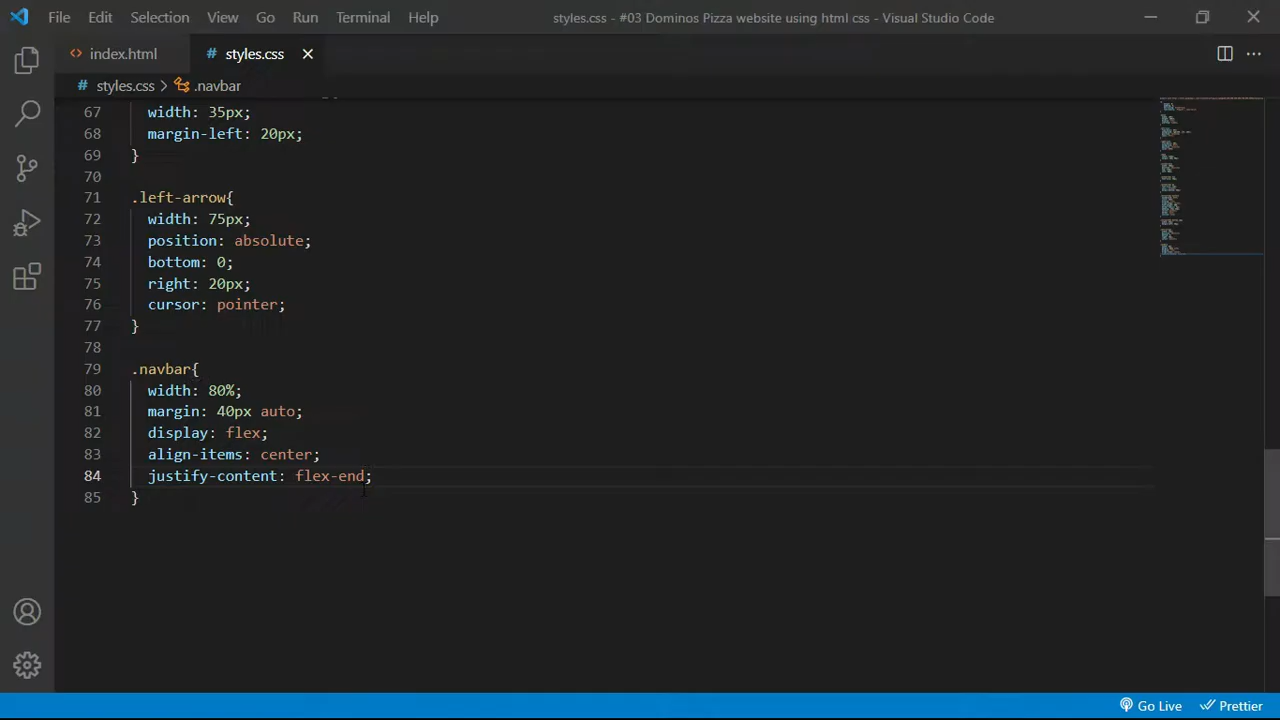 File Edit Selection View Go Run Terminal Help styles.css - #03 Dominos Pizza website using html css - Visual Studio Code
<> index.html # styles.css ×
# styles.css > .navbar
67 width: 35px;
68 margin-left: 20px;
69 }
70
71 .left-arrow{
72 width: 75px;
73 position: absolute;
74 bottom: 0;
75 right: 20px;
76 cursor: pointer;
77 }
78
79 .navbar{
80 width: 80%;
81 margin: 40px auto;
82 display: flex;
83 align-items: center;
84 justify-content: flex-end;
85 }
Go Live Prettier